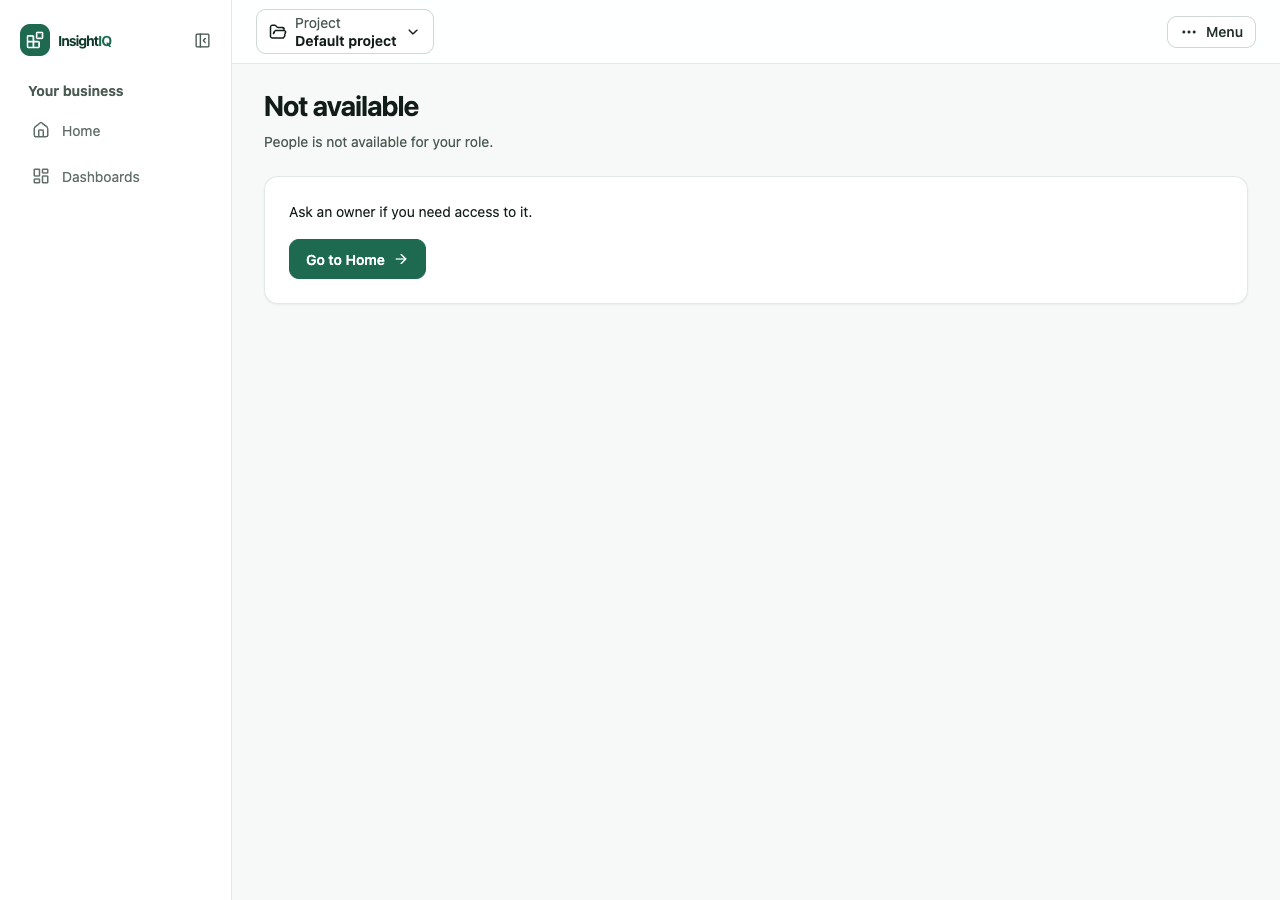 InsightIQ
Your business
Home
Dashboards
Project
Default project
Menu
Not available
People is not available for your role.
Ask an owner if you need access to it.
Go to Home